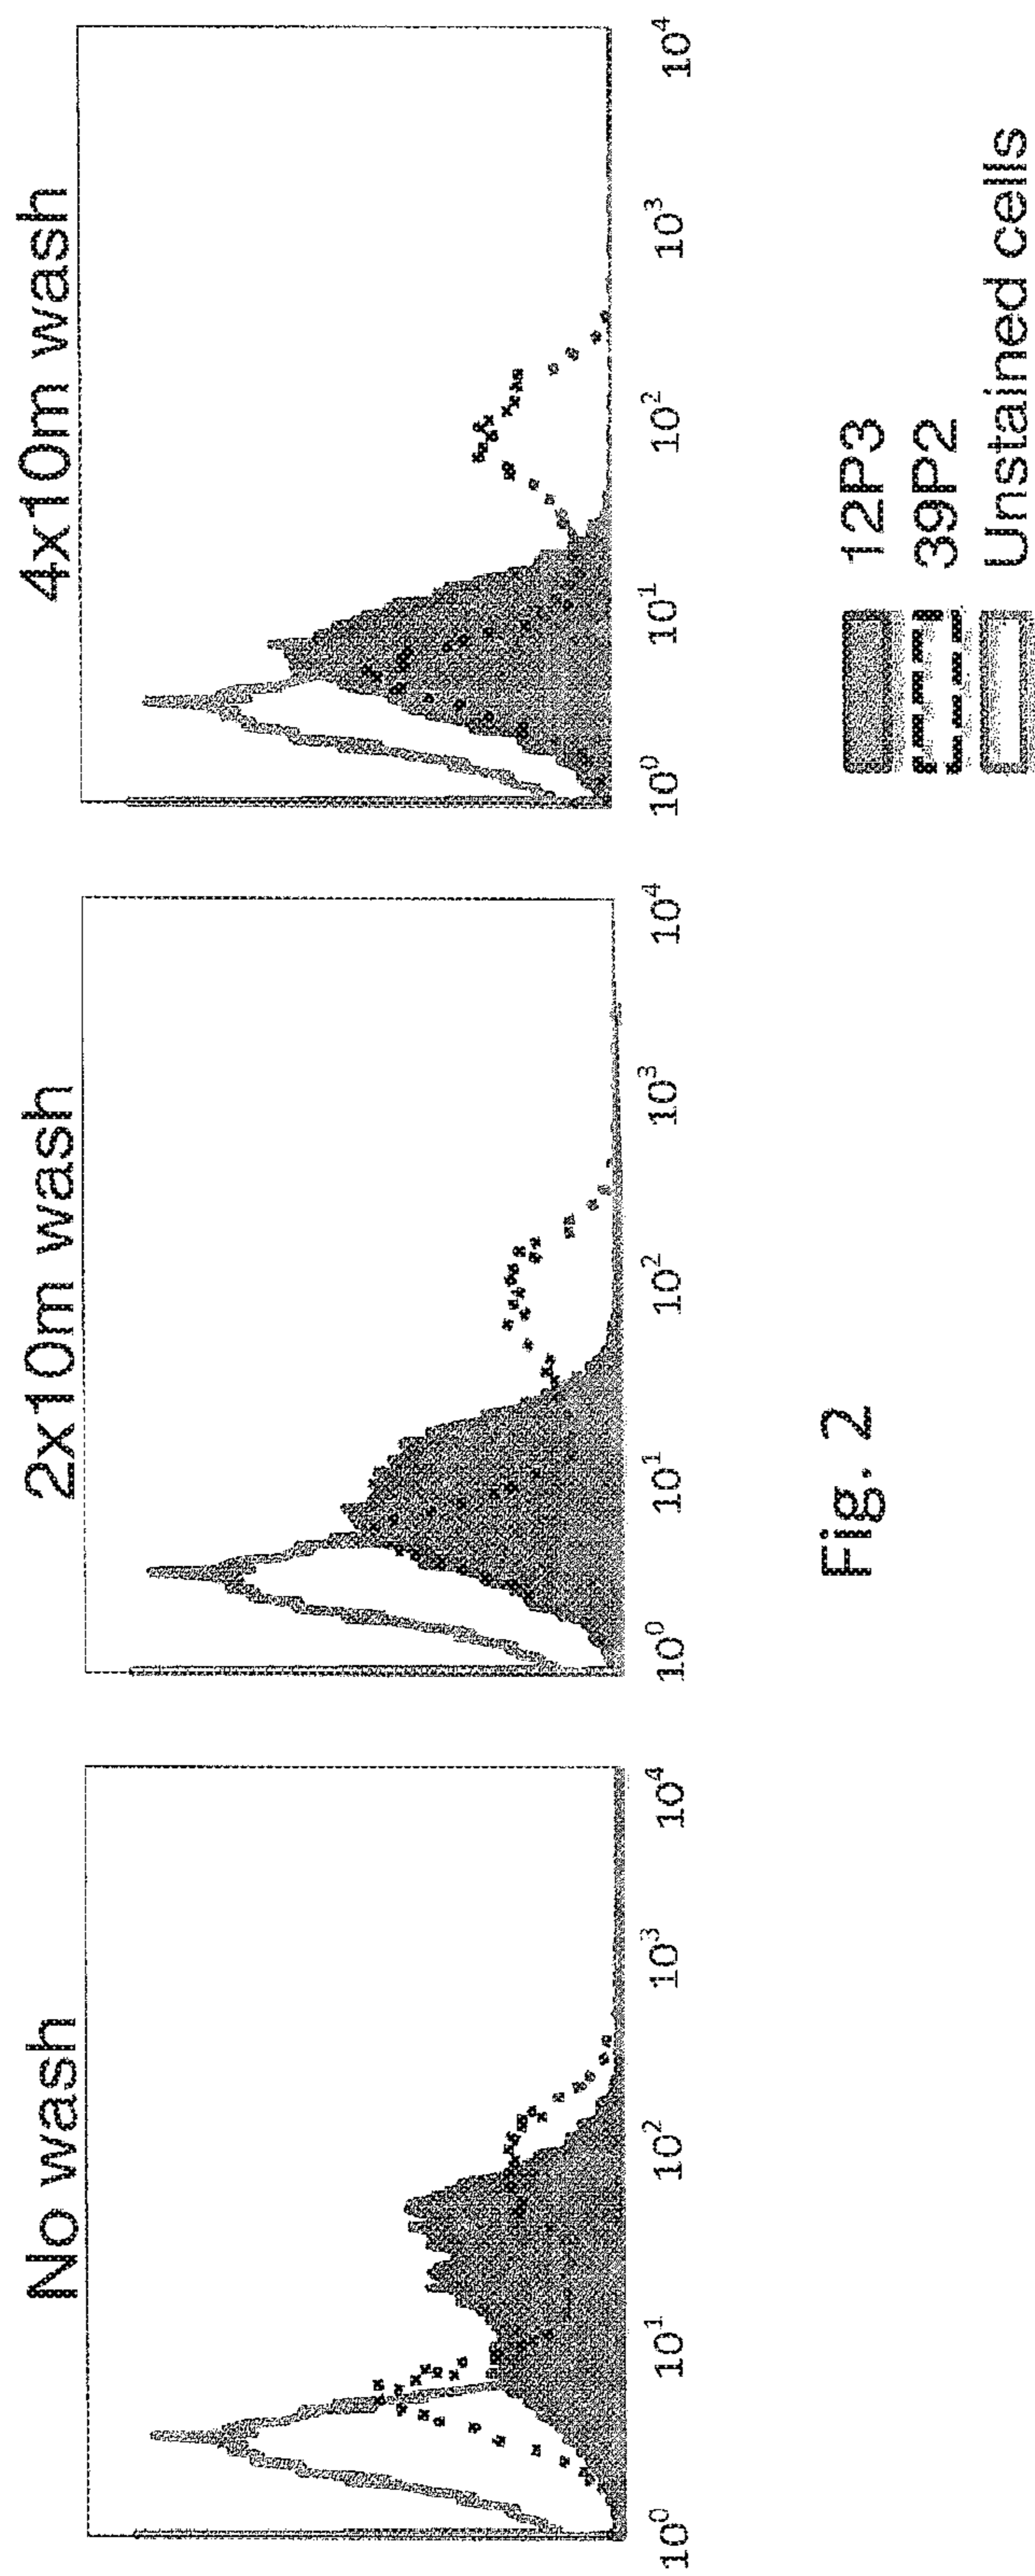 No wash
10⁰ 10¹ 10² 10³ 10⁴
2x10m wash
10⁰ 10¹ 10² 10³ 10⁴
4x10m wash
10⁰ 10¹ 10² 10³ 10⁴
12P3
39P2
Unstained cells
Fig. 2